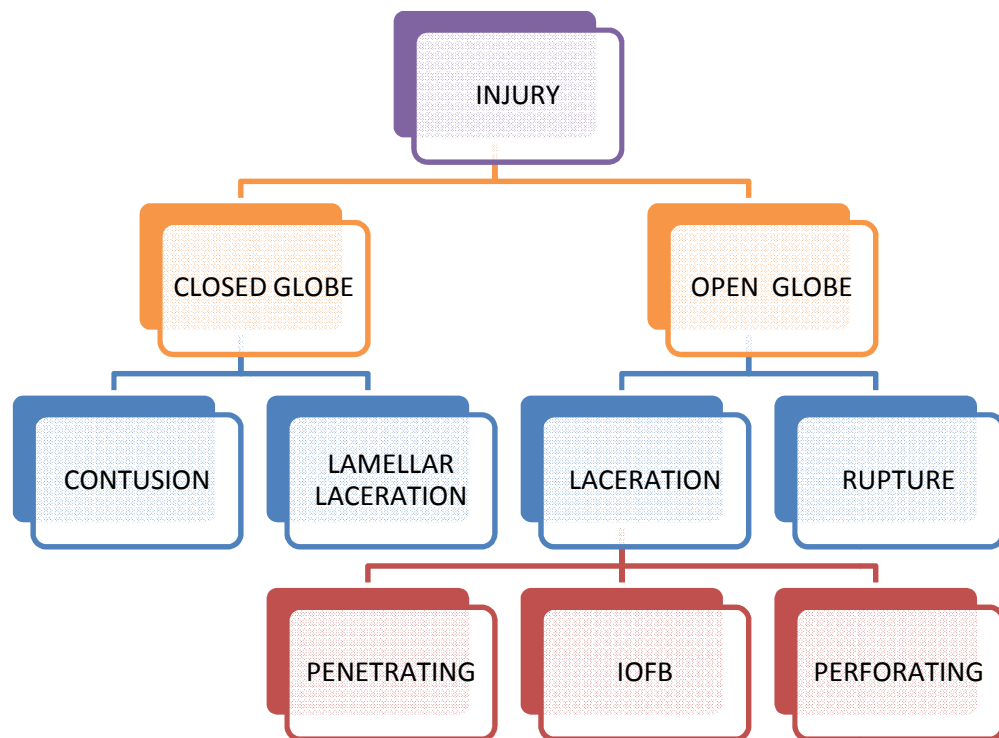 INJURY
CLOSED GLOBE
OPEN GLOBE
CONTUSION
LAMELLAR
LACERATION
LACERATION
RUPTURE
PENETRATING
IOFB
PERFORATING